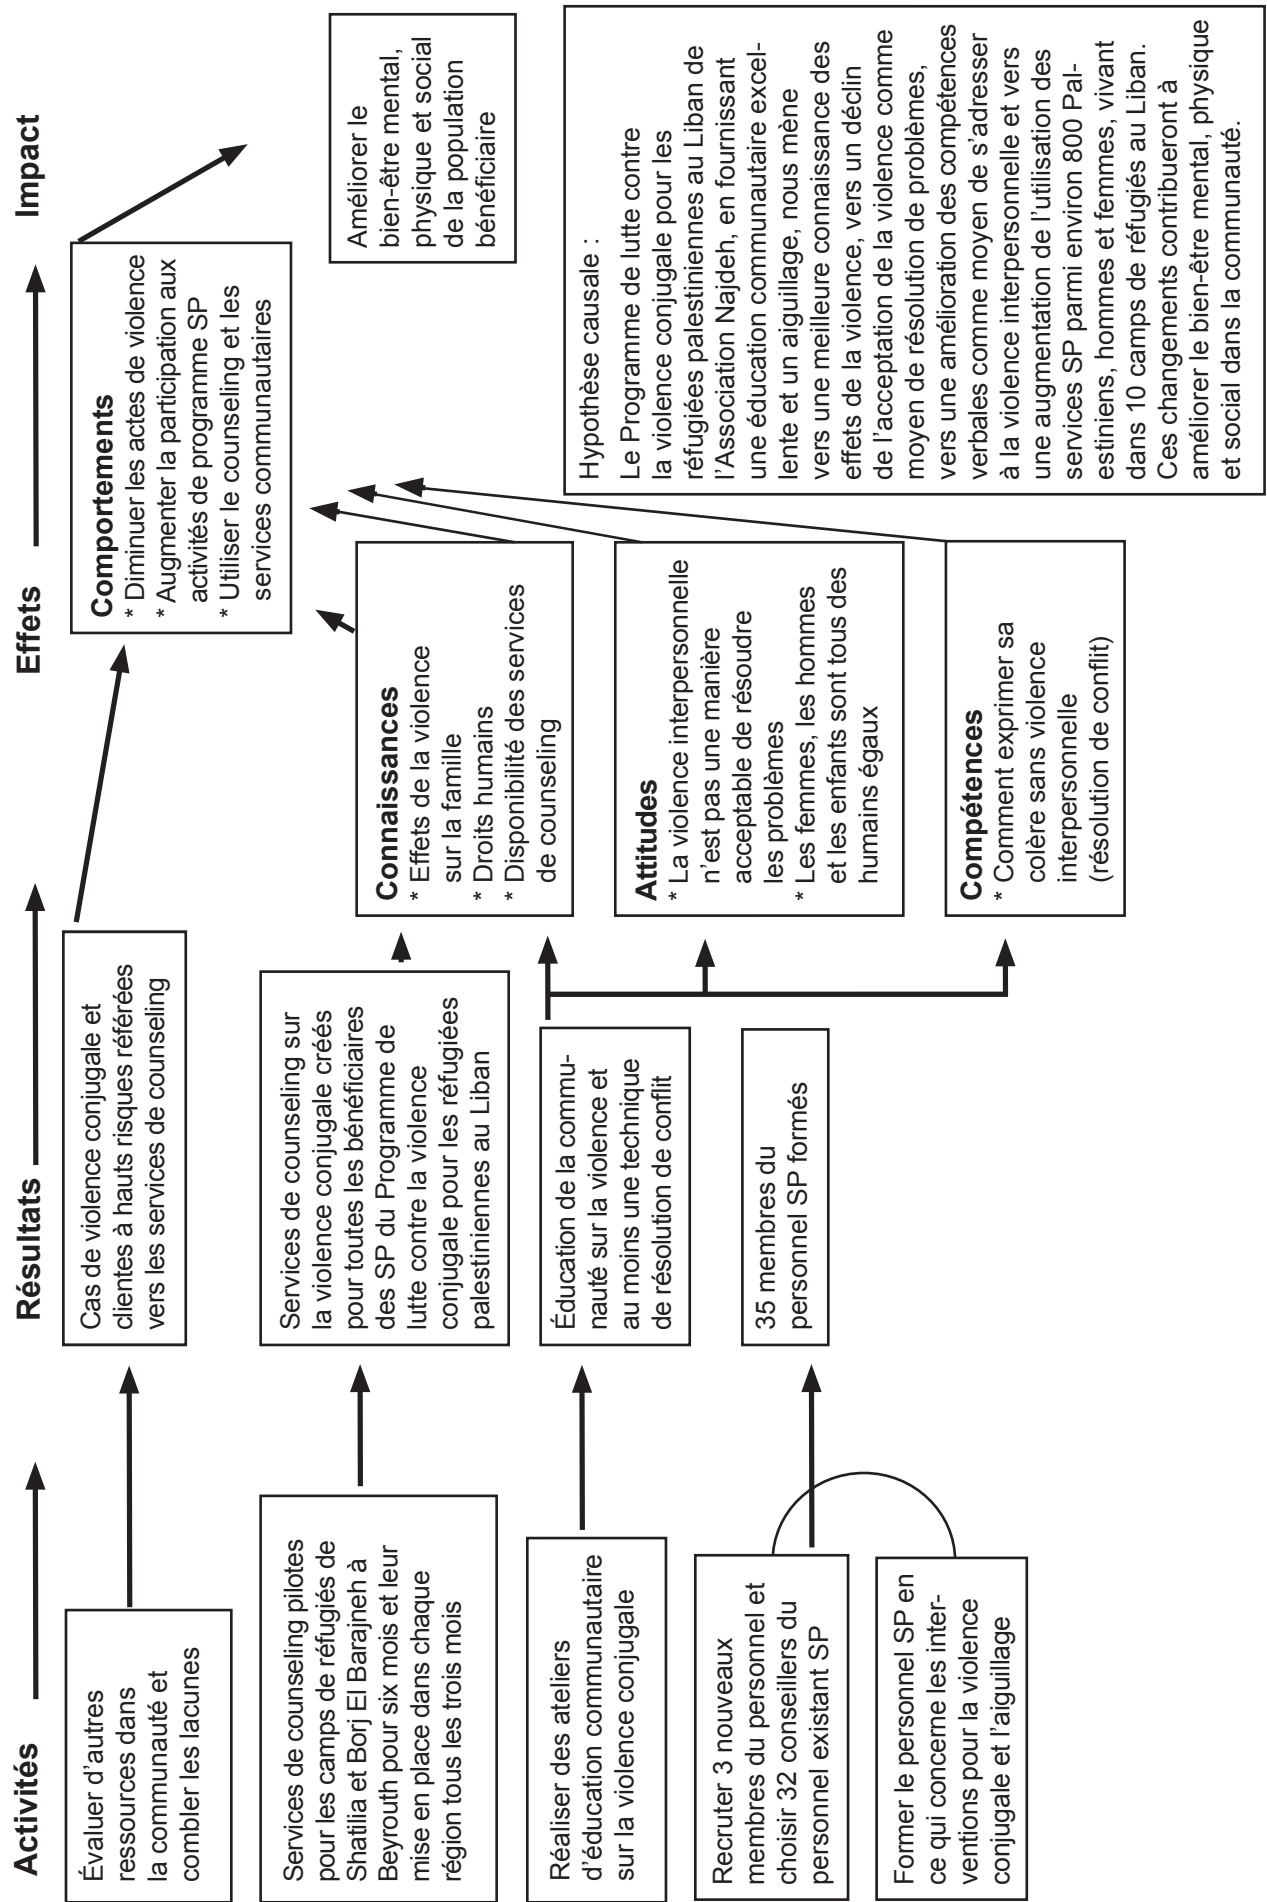 Activités
Résultats
Effets
Impact
Évaluer d'autres
ressources dans
la communauté et
combler les lacunes
Services de counseling pilotes
pour les camps de réfugiés de
Shatilia et Borj El Barajneh à
Beyrouth pour six mois et leur
mise en place dans chaque
région tous les trois mois
Réaliser des ateliers
d'éducation communautaire
sur la violence conjugale
Recruter 3 nouveaux
membres du personnel et
choisir 32 conseillers du
personnel existant SP
Former le personnel SP en
ce qui concerne les inter-
ventions pour la violence
conjugale et l'aiguillage
Cas de violence conjugale et
clientes à hauts risques référées
vers les services de counseling
Services de counseling sur
la violence conjugale créés
pour toutes les bénéficiaires
des SP du Programme de
lutte contre la violence
conjugale pour les réfugiées
palestiniennes au Liban
Éducation de la commu-
nauté sur la violence et
au moins une technique
de résolution de conflit
35 membres du
personnel SP formés
Comportements
* Diminuer les actes de violence
* Augmenter la participation aux
activités de programme SP
* Utiliser le counseling et les
services communautaires
Connaissances
* Effets de la violence
sur la famille
* Droits humains
* Disponibilité des services
de counseling
Attitudes
* La violence interpersonnelle
n'est pas une manière
acceptable de résoudre
les problèmes
* Les femmes, les hommes
et les enfants sont tous des
humains égaux
Compétences
* Comment exprimer sa
colère sans violence
interpersonnelle
(résolution de conflit)
Améliorer le
bien-être mental,
physique et social
de la population
bénéficiaire
Hypothèse causale :
Le Programme de lutte contre
la violence conjugale pour les
réfugiées palestiniennes au Liban de
l'Association Najdeh, en fournissant
une éducation communautaire excel-
lente et un aiguillage, nous mène
vers une meilleure connaissance des
effets de la violence, vers un déclin
de l'acceptation de la violence comme
moyen de résolution de problèmes,
vers une amélioration des compétences
verbales comme moyen de s'adresser
à la violence interpersonnelle et vers
une augmentation de l'utilisation des
services SP parmi environ 800 Pal-
estiniens, hommes et femmes, vivant
dans 10 camps de réfugiés au Liban.
Ces changements contribueront à
améliorer le bien-être mental, physique
et social dans la communauté.